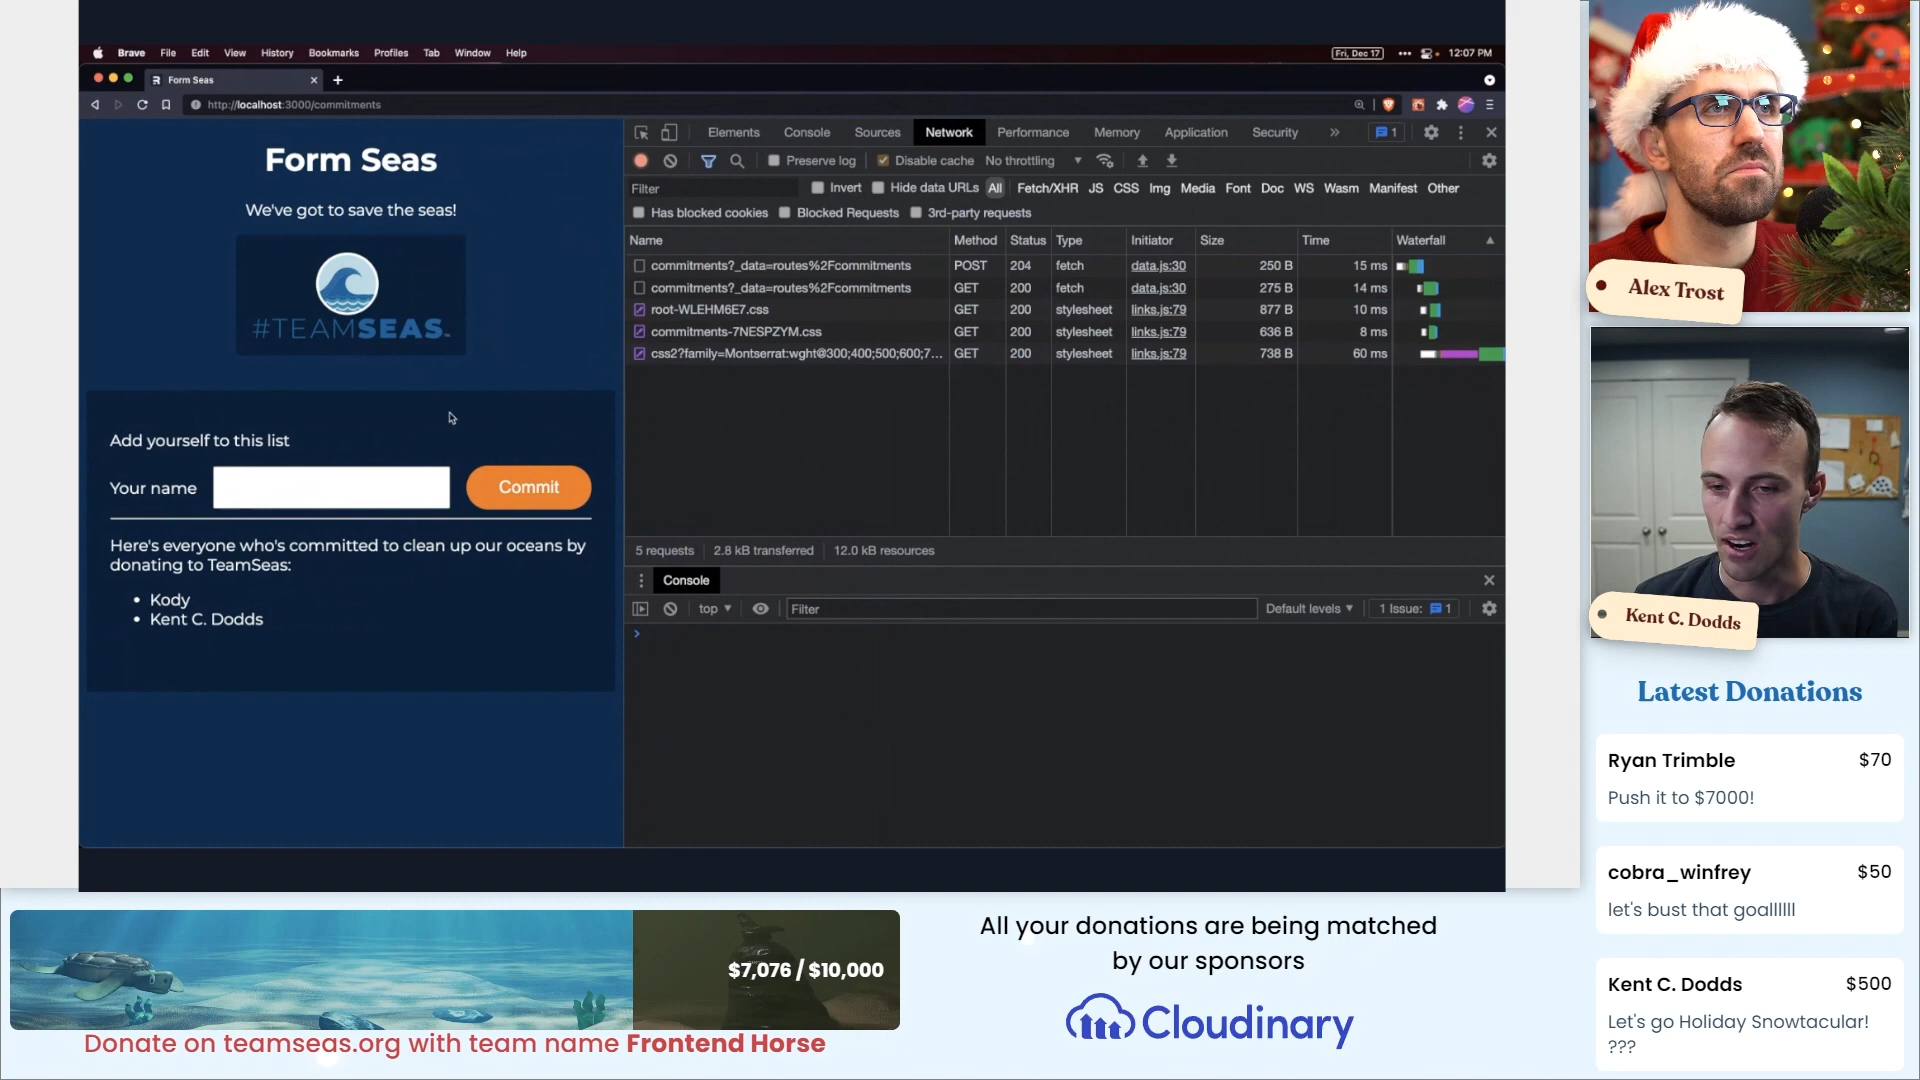 Brave File Edit View History Bookmarks Profiles Tab Window Help
Fri, Dec 17 12:07 PM
Form Seas
http://localhost:3000/commitments
Form Seas
We've got to save the seas!
#TEAMSEAS
Add yourself to this list
Your name Commit
Here's everyone who's committed to clean up our oceans by
donating to TeamSeas:
Kody
Kent C. Dodds
Elements Console Sources Network Performance Memory Application Security » 1
Preserve log Disable cache No throttling
Filter Invert Hide data URLs All Fetch/XHR JS CSS Img Media Font Doc WS Wasm Manifest Other
Has blocked cookies Blocked Requests 3rd-party requests
Name Method Status Type Initiator Size Time Waterfall
commitments?_data=routes%2Fcommitments POST 204 fetch data.js:30 250 B 15 ms
commitments?_data=routes%2Fcommitments GET 200 fetch data.js:30 275 B 14 ms
root-WLEHM6E7.css GET 200 stylesheet links.js:79 877 B 10 ms
commitments-7NESPZYM.css GET 200 stylesheet links.js:79 636 B 8 ms
css2?family=Montserrat:wght@300;400;500;600;7... GET 200 stylesheet links.js:79 738 B 60 ms
5 requests 2.8 kB transferred 12.0 kB resources
Console
top Filter Default levels 1 Issue: 1
Alex Trost
Kent C. Dodds
Latest Donations
Ryan Trimble $70
Push it to $7000!
cobra_winfrey $50
let's bust that goallllll
Kent C. Dodds $500
Let's go Holiday Snowtacular!
???
$7,076 / $10,000
Donate on teamseas.org with team name Frontend Horse
All your donations are being matched
by our sponsors
Cloudinary